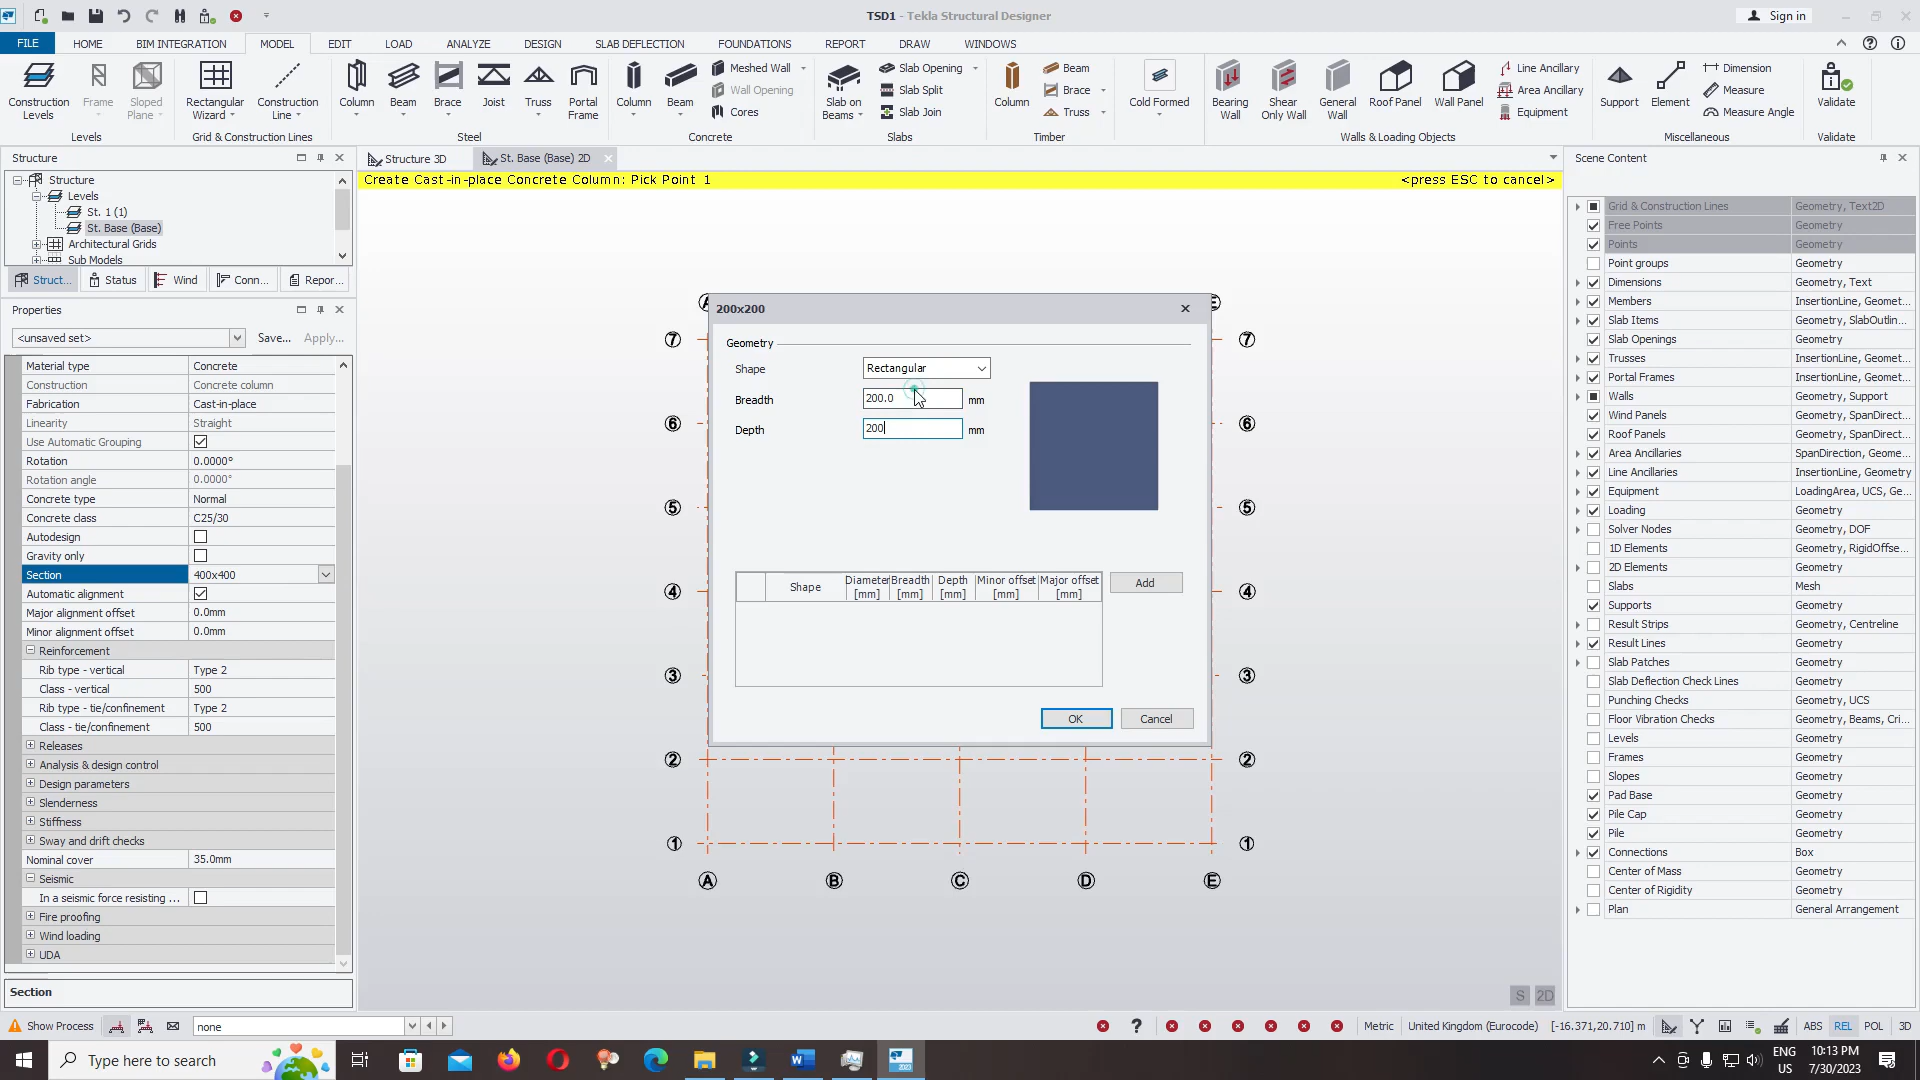 TSD1 - Tekla Structural Designer
Sign in
FILE HOME BIM INTEGRATION MODEL EDIT LOAD ANALYZE DESIGN SLAB DEFLECTION FOUNDATIONS REPORT DRAW WINDOWS
Construction Levels
Frame
Sloped Plane
Levels
Rectangular Wizard
Construction Line
Grid & Construction Lines
Column
Beam
Brace
Joist
Truss
Portal Frame
Steel
Column
Beam
Meshed Wall
Wall Opening
Cores
Concrete
Slab on Beams
Slab Opening
Slab Split
Slab Join
Slabs
Column
Beam
Brace
Truss
Timber
Cold Formed
Bearing Wall
Shear Only Wall
General Wall
Roof Panel
Wall Panel
Line Ancillary
Area Ancillary
Equipment
Walls & Loading Objects
Support
Element
Dimension
Measure
Measure Angle
Miscellaneous
Validate
Validate
Structure
Structure
Levels
St. 1 (1)
St. Base (Base)
Architectural Grids
Sub Models
Struct... Status Wind Conn... Repor...
Properties
<unsaved set> Save... Apply...
Material type Concrete
Construction Concrete column
Fabrication Cast-in-place
Linearity Straight
Use Automatic Grouping
Rotation 0.0000°
Rotation angle 0.0000°
Concrete type Normal
Concrete class C25/30
Autodesign
Gravity only
Section 400x400
Automatic alignment
Major alignment offset 0.0mm
Minor alignment offset 0.0mm
Reinforcement
Rib type - vertical Type 2
Class - vertical 500
Rib type - tie/confinement Type 2
Class - tie/confinement 500
Releases
Analysis & design control
Design parameters
Slenderness
Stiffness
Sway and drift checks
Nominal cover 35.0mm
Seismic
In a seismic force resisting ...
Fire proofing
Wind loading
UDA
Section
Structure 3D St. Base (Base) 2D
Create Cast-in-place Concrete Column: Pick Point 1 <press ESC to cancel>
A E
7 7
6 6
5 5
4 4
3 3
2 2
1 1
A B C D E
200x200
Geometry
Shape Rectangular
Breadth 200.0 mm
Depth 200 mm
Shape Diameter [mm] Breadth [mm] Depth [mm] Minor offset [mm] Major offset [mm]
Add
OK Cancel
S 2D
Scene Content
Grid & Construction Lines Geometry, Text2D
Free Points Geometry
Points Geometry
Point groups Geometry
Dimensions Geometry, Text
Members InsertionLine, Geomet...
Slab Items Geometry, SlabOutlin...
Slab Openings Geometry
Trusses InsertionLine, Geomet...
Portal Frames InsertionLine, Geomet...
Walls Geometry, Support
Wind Panels Geometry, SpanDirect...
Roof Panels Geometry, SpanDirect...
Area Ancillaries SpanDirection, Geome...
Line Ancillaries InsertionLine, Geometry
Equipment LoadingArea, UCS, Ge...
Loading Geometry
Solver Nodes Geometry, DOF
1D Elements Geometry, RigidOffse...
2D Elements Geometry
Slabs Mesh
Supports Geometry
Result Strips Geometry, Centreline
Result Lines Geometry
Slab Patches Geometry
Slab Deflection Check Lines Geometry
Punching Checks Geometry, UCS
Floor Vibration Checks Geometry, Beams, Cri...
Levels Geometry
Frames Geometry
Slopes Geometry
Pad Base Geometry
Pile Cap Geometry
Pile Geometry
Connections Box
Center of Mass Geometry
Center of Rigidity Geometry
Plan General Arrangement
Show Process none
Metric United Kingdom (Eurocode) [-16.371,20.710] m ABS REL POL 3D
Type here to search
ENG
US
10:13 PM
7/30/2023